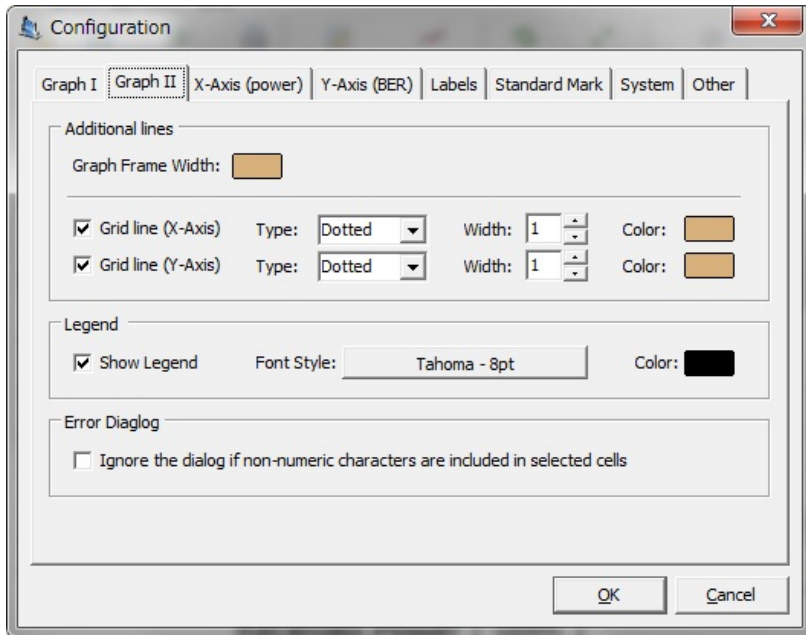 Configuration
Graph I Graph II X-Axis (power) Y-Axis (BER) Labels Standard Mark System Other
Additional lines
Graph Frame Width:
Grid line (X-Axis) Type: Dotted Width: 1 Color:
Grid line (Y-Axis) Type: Dotted Width: 1 Color:
Legend
Show Legend Font Style: Tahoma - 8pt Color:
Error Diaglog
Ignore the dialog if non-numeric characters are included in selected cells
OK Cancel